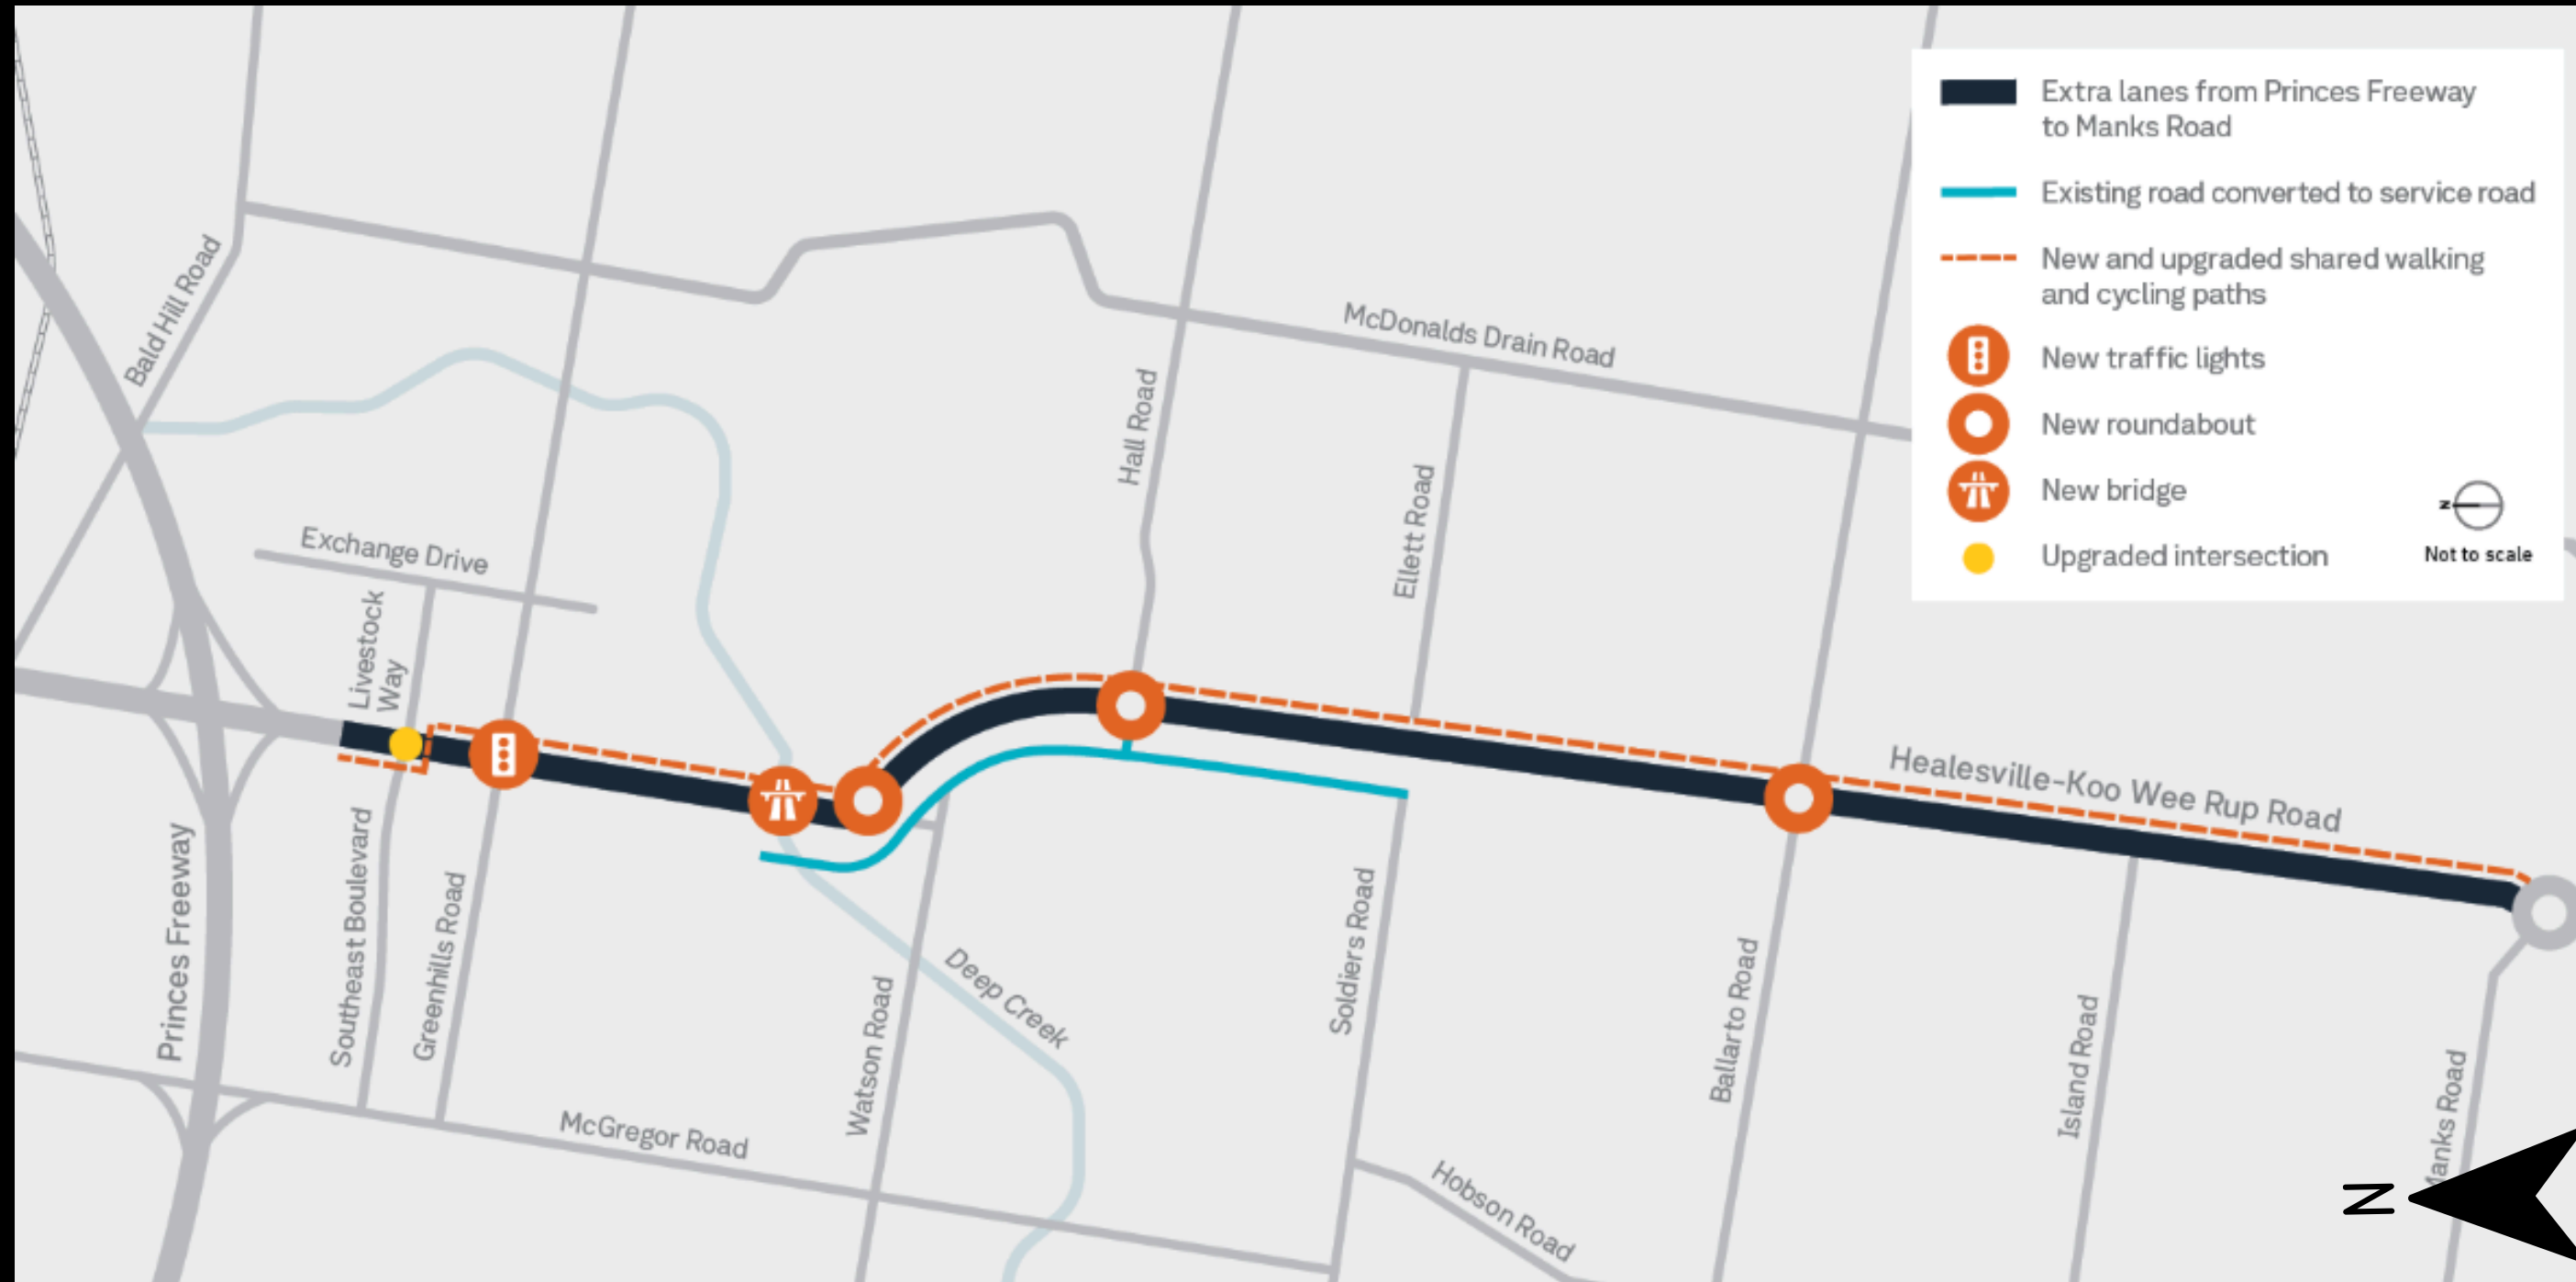 Extra lanes from Princes Freeway
to Manks Road
Existing road converted to service road
New and upgraded shared walking
and cycling paths
New traffic lights
New roundabout
New bridge
N
Not to scale
Upgraded intersection
Bald Hill Road
McDonalds Drain Road
Hall Road
Ellett Road
Exchange Drive
Livestock
Way
Healesville-Koo Wee Rup Road
Princes Freeway
Southeast Boulevard
Greenhills Road
Watson Road
Deep Creek
Soldiers Road
Ballarto Road
Island Road
Manks Road
McGregor Road
Hobson Road
N